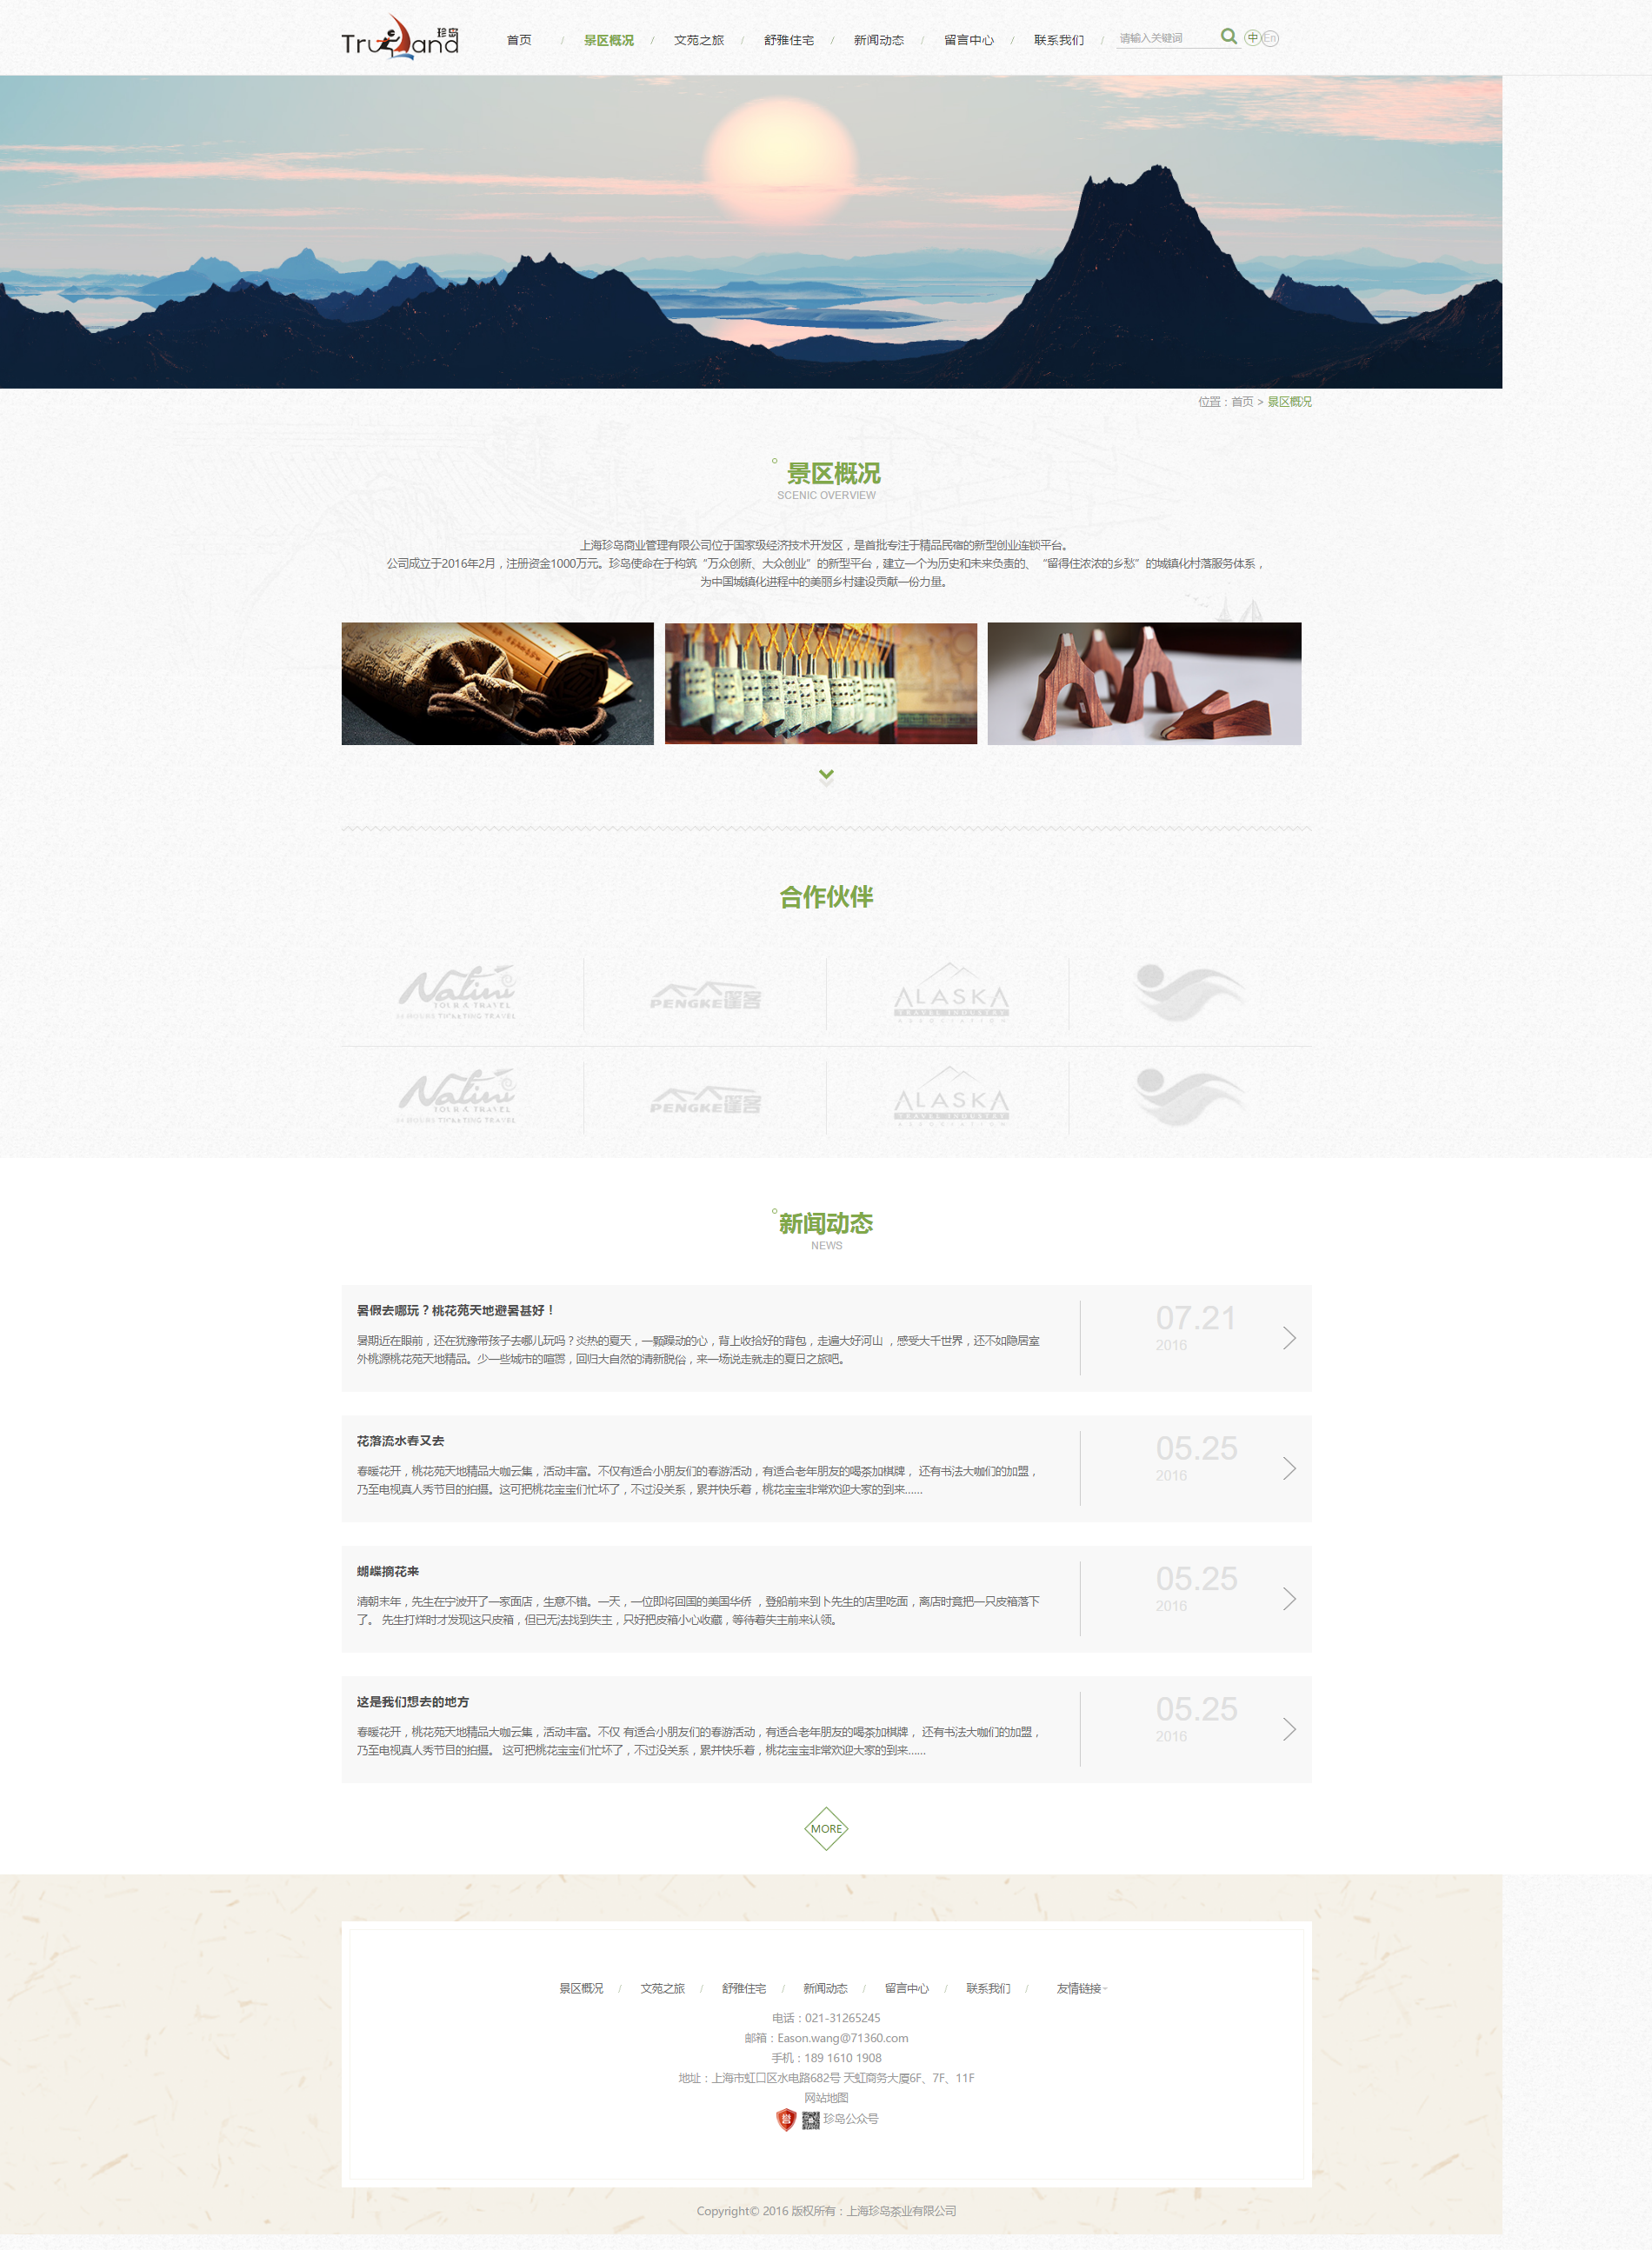 Trueland 珍岛
首页 / 景区概况 / 文苑之旅 / 舒雅住宅 / 新闻动态 / 留言中心 / 联系我们 / 请输入关键词 中 En
位置：首页 > 景区概况
景区概况
SCENIC OVERVIEW
上海珍岛商业管理有限公司位于国家级经济技术开发区，是首批专注于精品民宿的新型创业连锁平台。
公司成立于2016年2月，注册资金1000万元。珍岛使命在于构筑“万众创新、大众创业”的新型平台，建立一个为历史和未来负责的、“留得住浓浓的乡愁”的城镇化村落服务体系，
为中国城镇化进程中的美丽乡村建设贡献一份力量。
合作伙伴
Natini PENGKE篷客 ALASKA
TOUR & TRAVEL TRAVEL INDUSTRY
TICKETING TRAVEL ASSOCIATION
Natini PENGKE篷客 ALASKA
TOUR & TRAVEL TRAVEL INDUSTRY
TICKETING TRAVEL ASSOCIATION
新闻动态
NEWS
暑假去哪玩？桃花苑天地避暑甚好！
暑期近在眼前，还在犹豫带孩子去哪儿玩吗？炎热的夏天，一颗躁动的心，背上收拾好的背包，走遍大好河山 ，感受大千世界，还不如隐居室
外桃源桃花苑天地精品。少一些城市的喧嚣，回归大自然的清新脱俗，来一场说走就走的夏日之旅吧。
07.21
2016
花落流水春又去
春暖花开，桃花苑天地精品大咖云集，活动丰富。不仅有适合小朋友们的春游活动，有适合老年朋友的喝茶加棋牌， 还有书法大咖们的加盟，
乃至电视真人秀节目的拍摄。这可把桃花宝宝们忙坏了，不过没关系，累并快乐着，桃花宝宝非常欢迎大家的到来......
05.25
2016
蝴蝶摘花来
清朝末年，先生在宁波开了一家面店，生意不错。一天，一位即将回国的美国华侨 ，登船前来到卜先生的店里吃面，离店时竟把一只皮箱落下
了。 先生打烊时才发现这只皮箱，但已无法找到失主，只好把皮箱小心收藏，等待着失主前来认领。
05.25
2016
这是我们想去的地方
春暖花开，桃花苑天地精品大咖云集，活动丰富。不仅 有适合小朋友们的春游活动，有适合老年朋友的喝茶加棋牌， 还有书法大咖们的加盟，
乃至电视真人秀节目的拍摄。 这可把桃花宝宝们忙坏了，不过没关系，累并快乐着，桃花宝宝非常欢迎大家的到来......
05.25
2016
MORE
景区概况 / 文苑之旅 / 舒雅住宅 / 新闻动态 / 留言中心 / 联系我们 / 友情链接
电话：021-31265245
邮箱：Eason.wang@71360.com
手机：189 1610 1908
地址：上海市虹口区水电路682号 天虹商务大厦6F、7F、11F
网站地图
誉 珍岛公众号
Copyright© 2016 版权所有：上海珍岛茶业有限公司